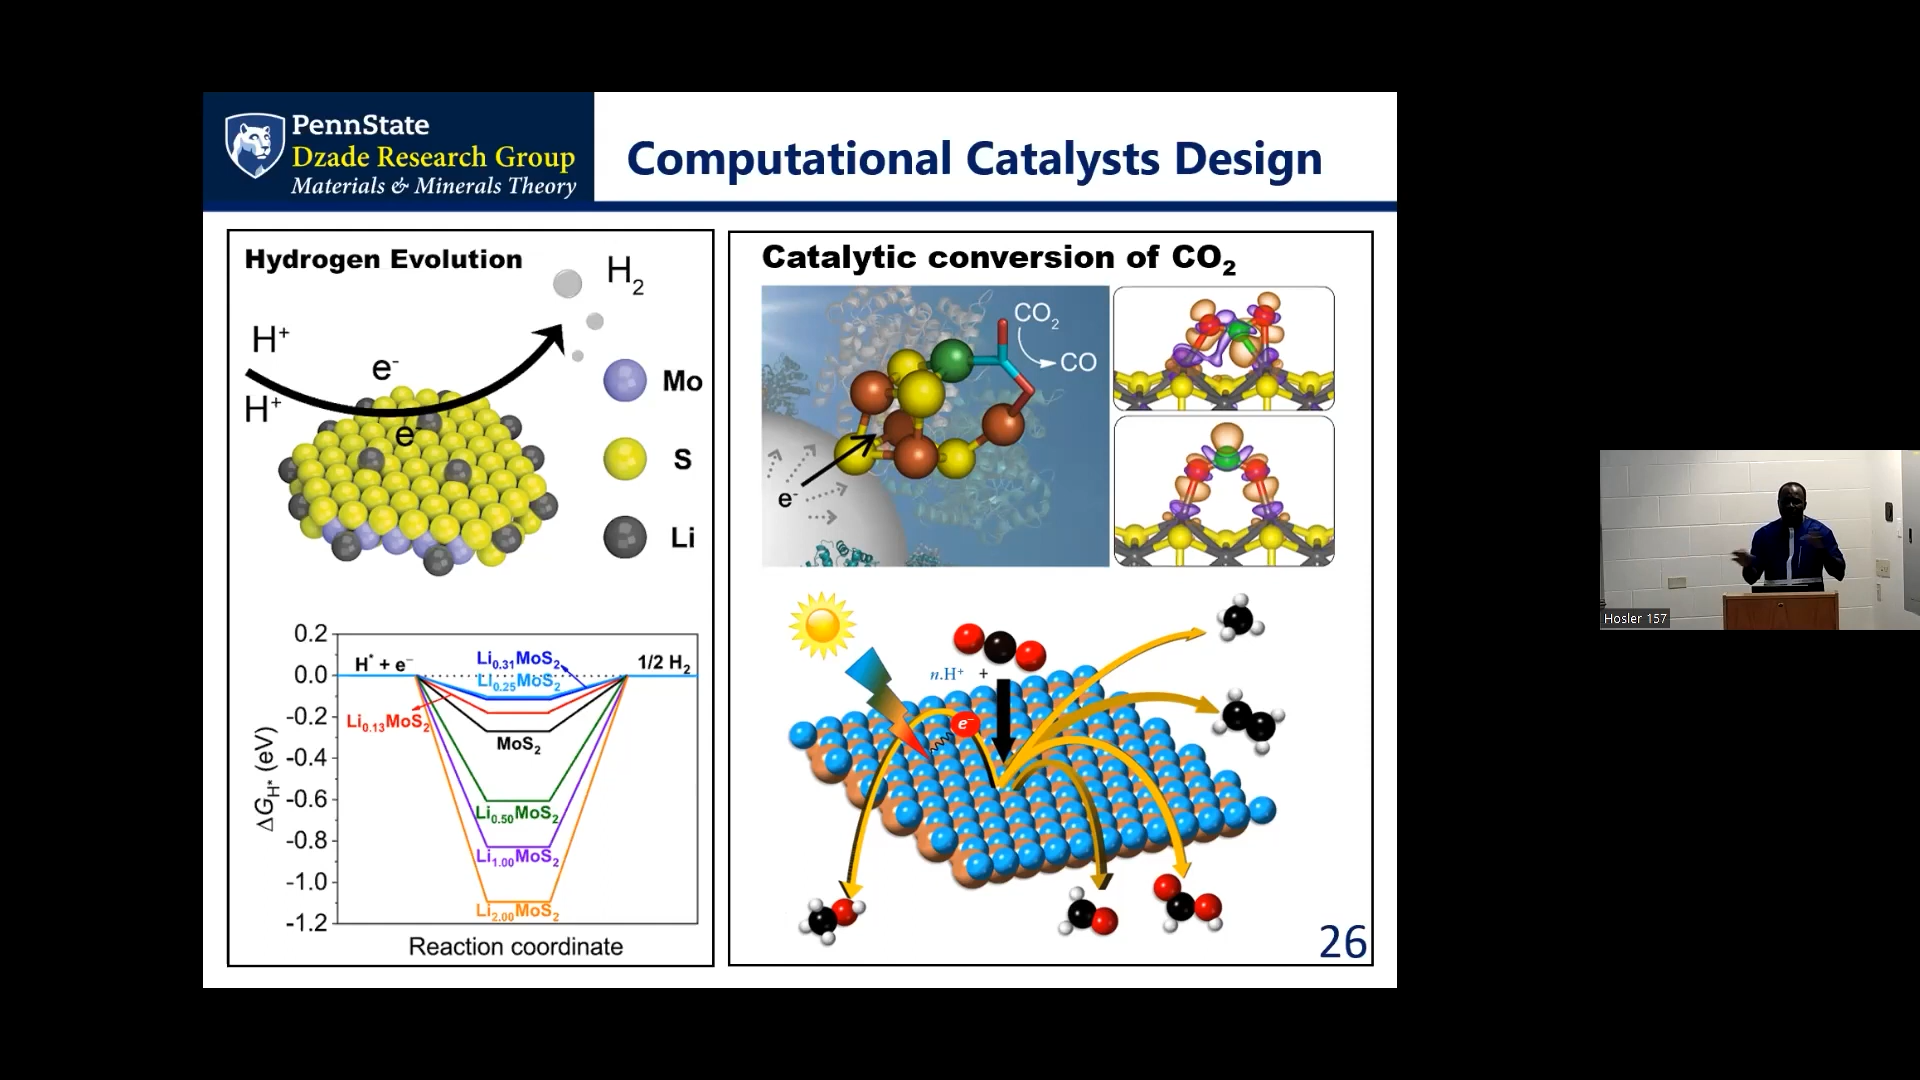 PennState
Dzade Research Group
Materials & Minerals Theory
Computational Catalysts Design
Hydrogen Evolution
H2
H+
e-
H+
e-
Mo
S
Li
0.2
0.0
-0.2
-0.4
-0.6
-0.8
-1.0
-1.2
ΔGH* (eV)
H* + e−
Li0.31MoS2
Li0.25MoS2
1/2 H2
Li0.13MoS2
MoS2
Li0.50MoS2
Li1.00MoS2
Li2.00MoS2
Reaction coordinate
Catalytic conversion of CO2
CO2
CO
e-
n.H+ +
e−
26
Hosler 157